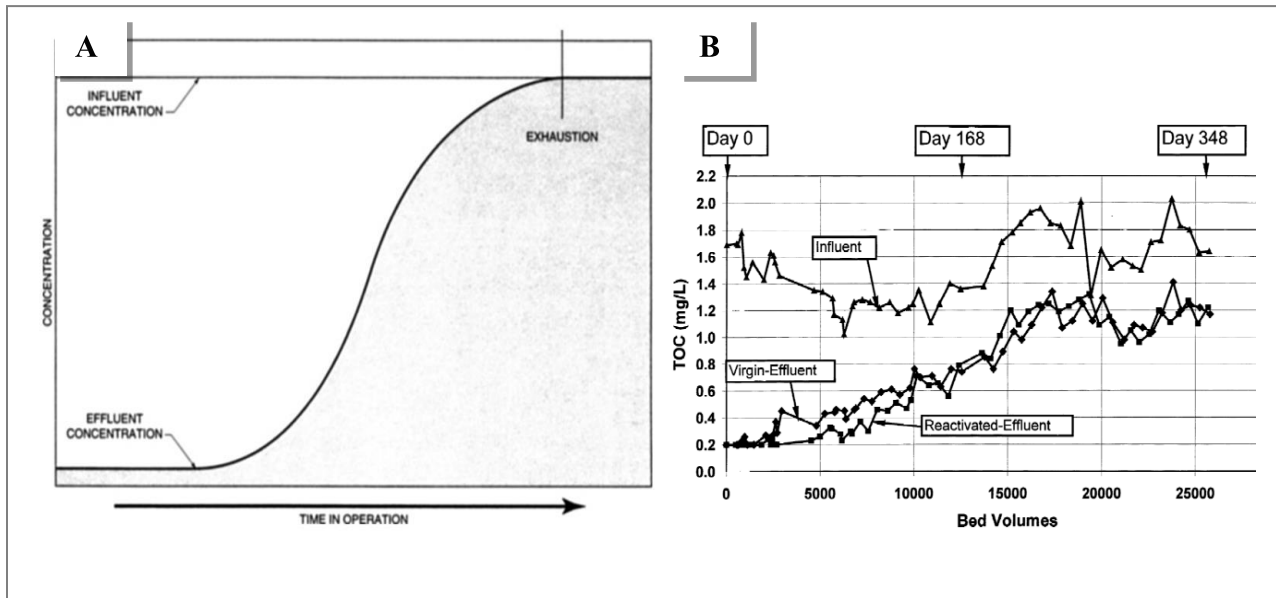 A
INFLUENT
CONCENTRATION
EXHAUSTION
CONCENTRATION
EFFLUENT
CONCENTRATION
TIME IN OPERATION
B
Day 0
Day 168
Day 348
2.2
2.0
1.8
1.6
1.4
1.2
1.0
0.8
0.6
0.4
0.2
0.0
TOC (mg/L)
Influent
Virgin-Effluent
Reactivated-Effluent
0
5000
10000
15000
20000
25000
Bed Volumes